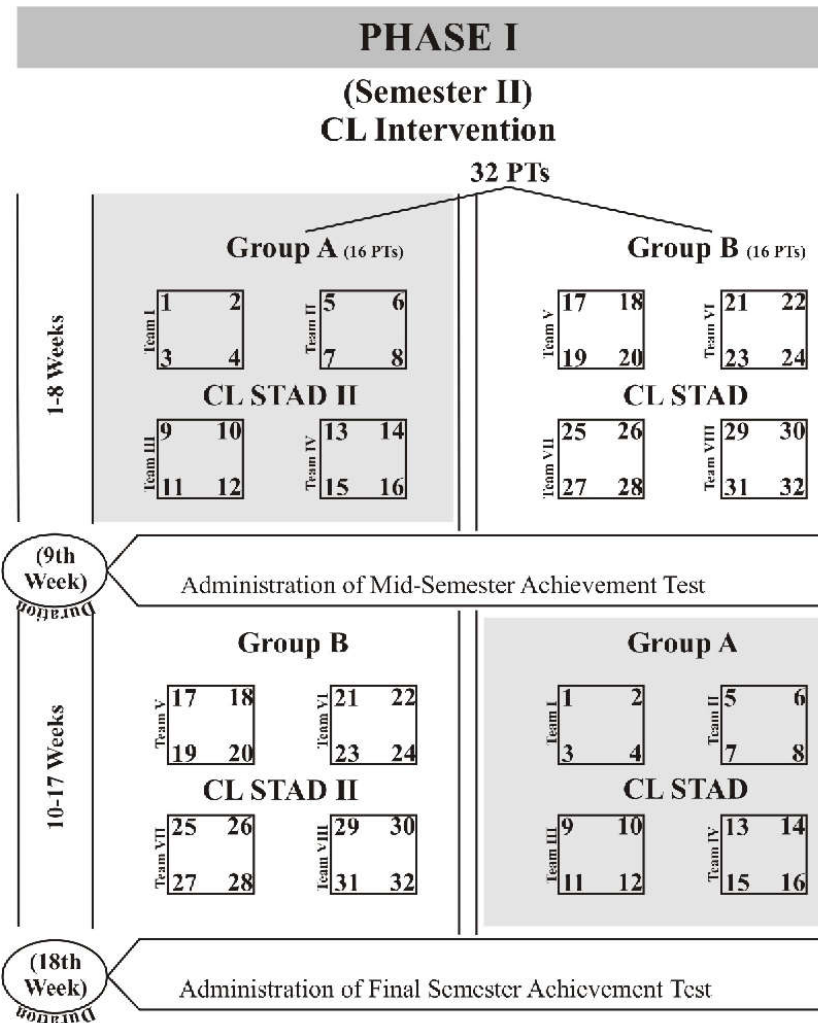 PHASE I
(Semester II)
CL Intervention
32 PTs
1-8 Weeks
Group A (16 PTs)
Team I
1 2
3 4
Team II
5 6
7 8
CL STAD II
Team III
9 10
11 12
Team IV
13 14
15 16
Group B (16 PTs)
Team V
17 18
19 20
Team VI
21 22
23 24
CL STAD
Team VII
25 26
27 28
Team VIII
29 30
31 32
(9th
Week)
Duration
Administration of Mid-Semester Achievement Test
10-17 Weeks
Group B
Team V
17 18
19 20
Team VI
21 22
23 24
CL STAD II
Team VII
25 26
27 28
Team VIII
29 30
31 32
Group A
Team I
1 2
3 4
Team II
5 6
7 8
CL STAD
Team III
9 10
11 12
Team IV
13 14
15 16
(18th
Week)
Duration
Administration of Final Semester Achievement Test